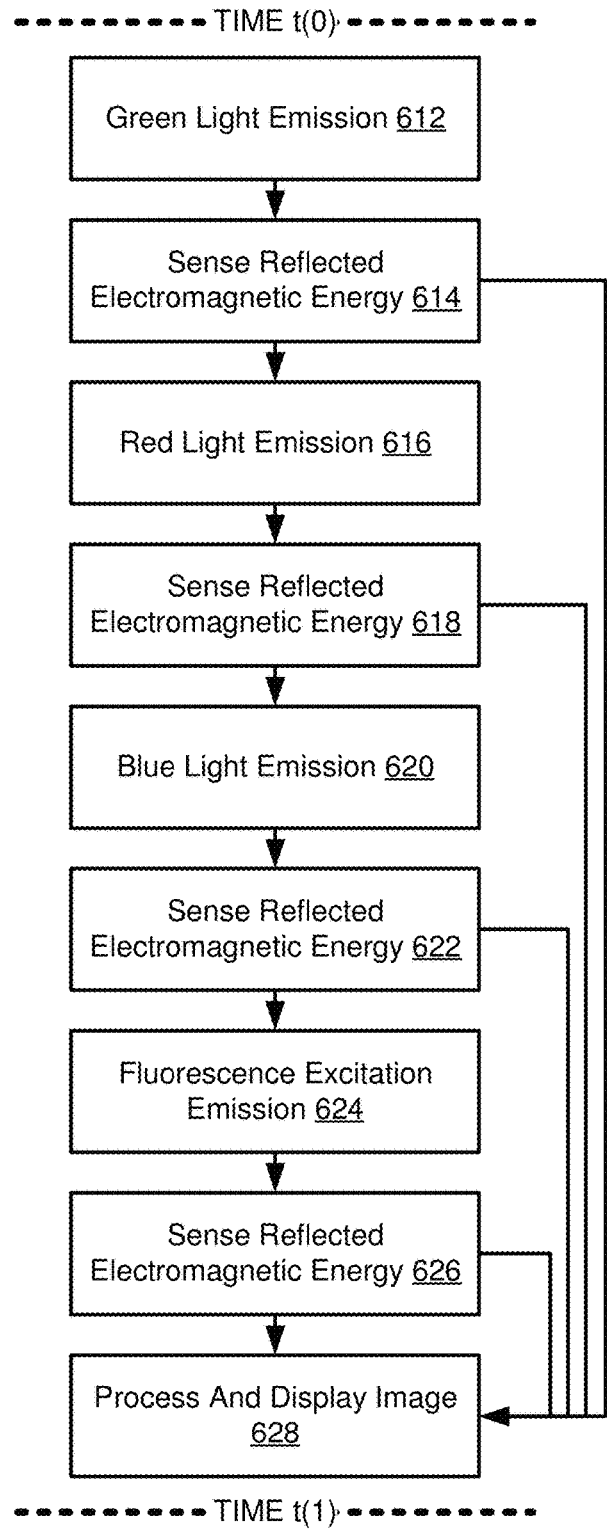 TIME t(0)
Green Light Emission 612
Sense Reflected
Electromagnetic Energy 614
Red Light Emission 616
Sense Reflected
Electromagnetic Energy 618
Blue Light Emission 620
Sense Reflected
Electromagnetic Energy 622
Fluorescence Excitation
Emission 624
Sense Reflected
Electromagnetic Energy 626
Process And Display Image
628
TIME t(1)